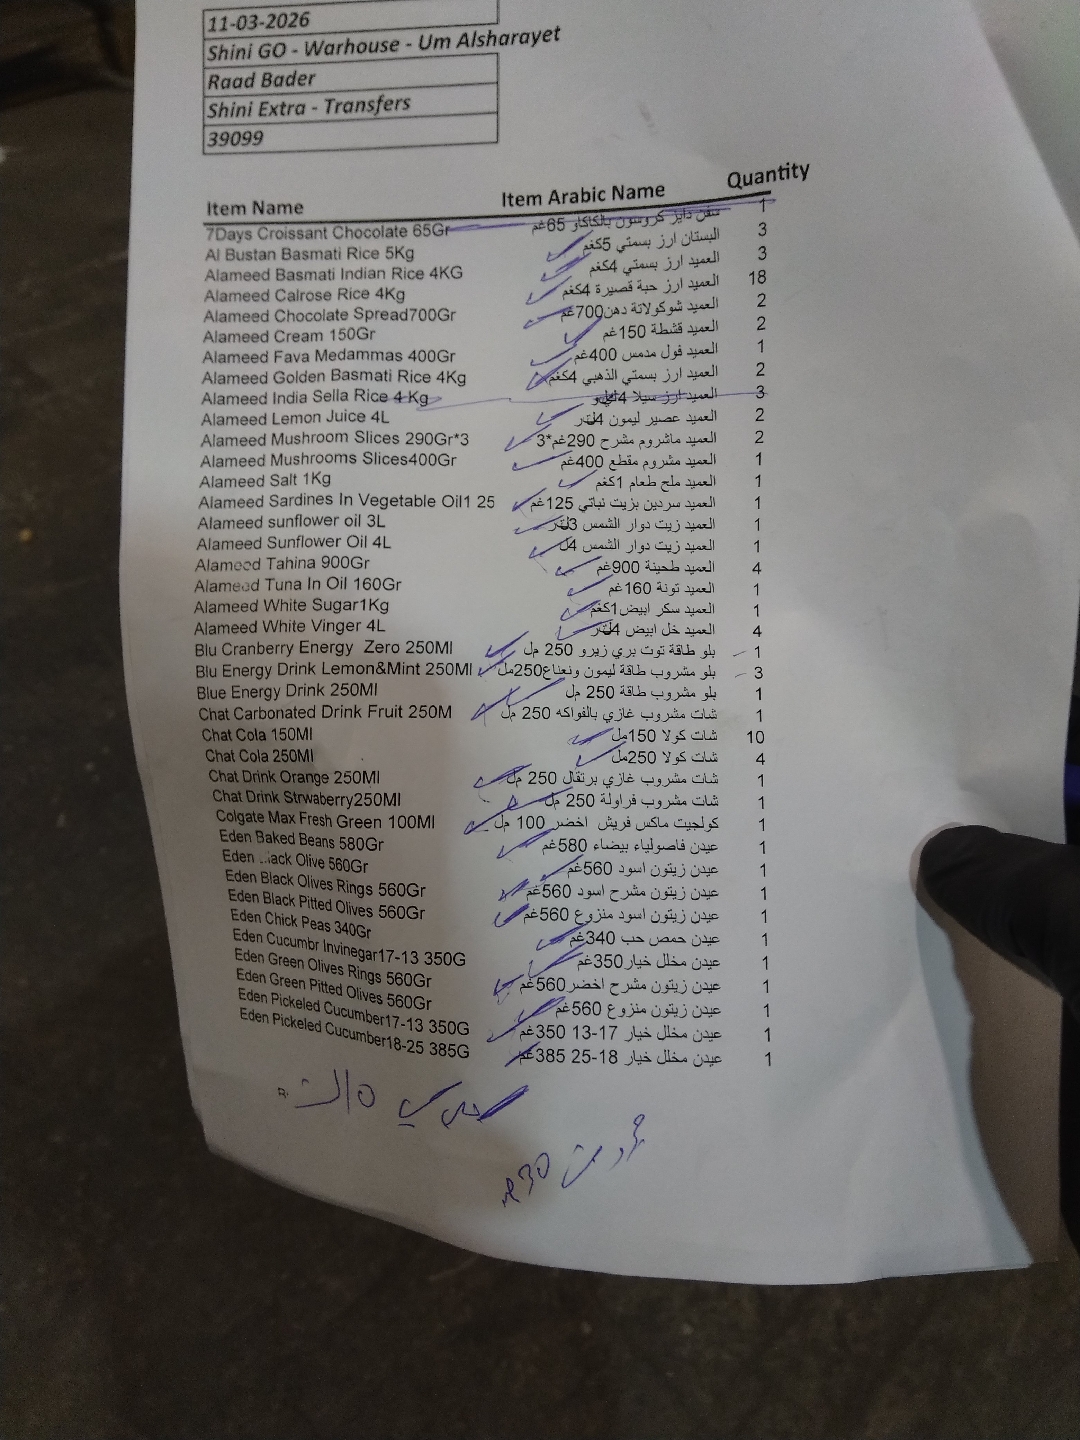 11-03-2026
Shini GO - Warhouse - Um Alsharayet
Raad Bader
Shini Extra - Transfers
39099
Item Name Item Arabic Name Quantity
7Days Croissant Chocolate 65Gr سفن دايز كروسون بالكاكاو 65غم 1
Al Bustan Basmati Rice 5Kg البستان ارز بسمتي 5كغم 3
Alameed Basmati Indian Rice 4KG العميد ارز بسمتي 4كغم 3
Alameed Calrose Rice 4Kg العميد ارز حبة قصيرة 4كغم 18
Alameed Chocolate Spread700Gr العميد شوكولاتة دهن700غم 2
Alameed Cream 150Gr العميد قشطة 150غم 2
Alameed Fava Medammas 400Gr العميد فول مدمس 400غم 1
Alameed Golden Basmati Rice 4Kg العميد ارز بسمتي الذهبي 4كغم 2
Alameed India Sella Rice 4 Kg العميد ارز سيلا 4 3
Alameed Lemon Juice 4L العميد عصير ليمون 4لتر 2
Alameed Mushroom Slices 290Gr*3 العميد ماشروم مشرح 290غم*3 2
Alameed Mushrooms Slices400Gr العميد مشروم مقطع 400غم 1
Alameed Salt 1Kg العميد ملح طعام 1كغم 1
Alameed Sardines In Vegetable Oil1 25 العميد سردين بزيت نباتي 125غم 1
Alameed sunflower oil 3L العميد زيت دوار الشمس 3لتر 1
Alameed Sunflower Oil 4L العميد زيت دوار الشمس 4ل 1
Alameed Tahina 900Gr العميد طحينة 900غم 4
Alameed Tuna In Oil 160Gr العميد تونة 160غم 1
Alameed White Sugar1Kg العميد سكر ابيض1كغم 1
Alameed White Vinger 4L العميد خل ابيض 4لتر 4
Blu Cranberry Energy Zero 250Ml بلو طاقة توت بري زيرو 250 مل 1
Blu Energy Drink Lemon&Mint 250Ml بلو مشروب طاقة ليمون ونعناع250مل 3
Blue Energy Drink 250Ml بلو مشروب طاقة 250 مل 1
Chat Carbonated Drink Fruit 250M شات مشروب غازي بالفواكه 250 مل 1
Chat Cola 150Ml شات كولا 150مل 10
Chat Cola 250Ml شات كولا 250مل 4
Chat Drink Orange 250Ml شات مشروب غازي برتقال 250 مل 1
Chat Drink Strwaberry250Ml شات مشروب فراولة 250 مل 1
Colgate Max Fresh Green 100Ml كولجيت ماكس فريش اخضر 100 مل 1
Eden Baked Beans 580Gr عيدن فاصولياء بيضاء 580غم 1
Eden Black Olive 560Gr عيدن زيتون اسود 560غم 1
Eden Black Olives Rings 560Gr عيدن زيتون مشرح اسود 560غم 1
Eden Black Pitted Olives 560Gr عيدن زيتون اسود منزوع 560غم 1
Eden Chick Peas 340Gr عيدن حمص حب 340غم 1
Eden Cucumbr Invinegar17-13 350G عيدن مخلل خيار350غم 1
Eden Green Olives Rings 560Gr عيدن زيتون مشرح اخضر560غم 1
Eden Green Pitted Olives 560Gr عيدن زيتون منزوع 560غم 1
Eden Pickeled Cucumber17-13 350G عيدن مخلل خيار 17-13 350غم 1
Eden Pickeled Cucumber18-25 385G عيدن مخلل خيار 18-25 385غم 1